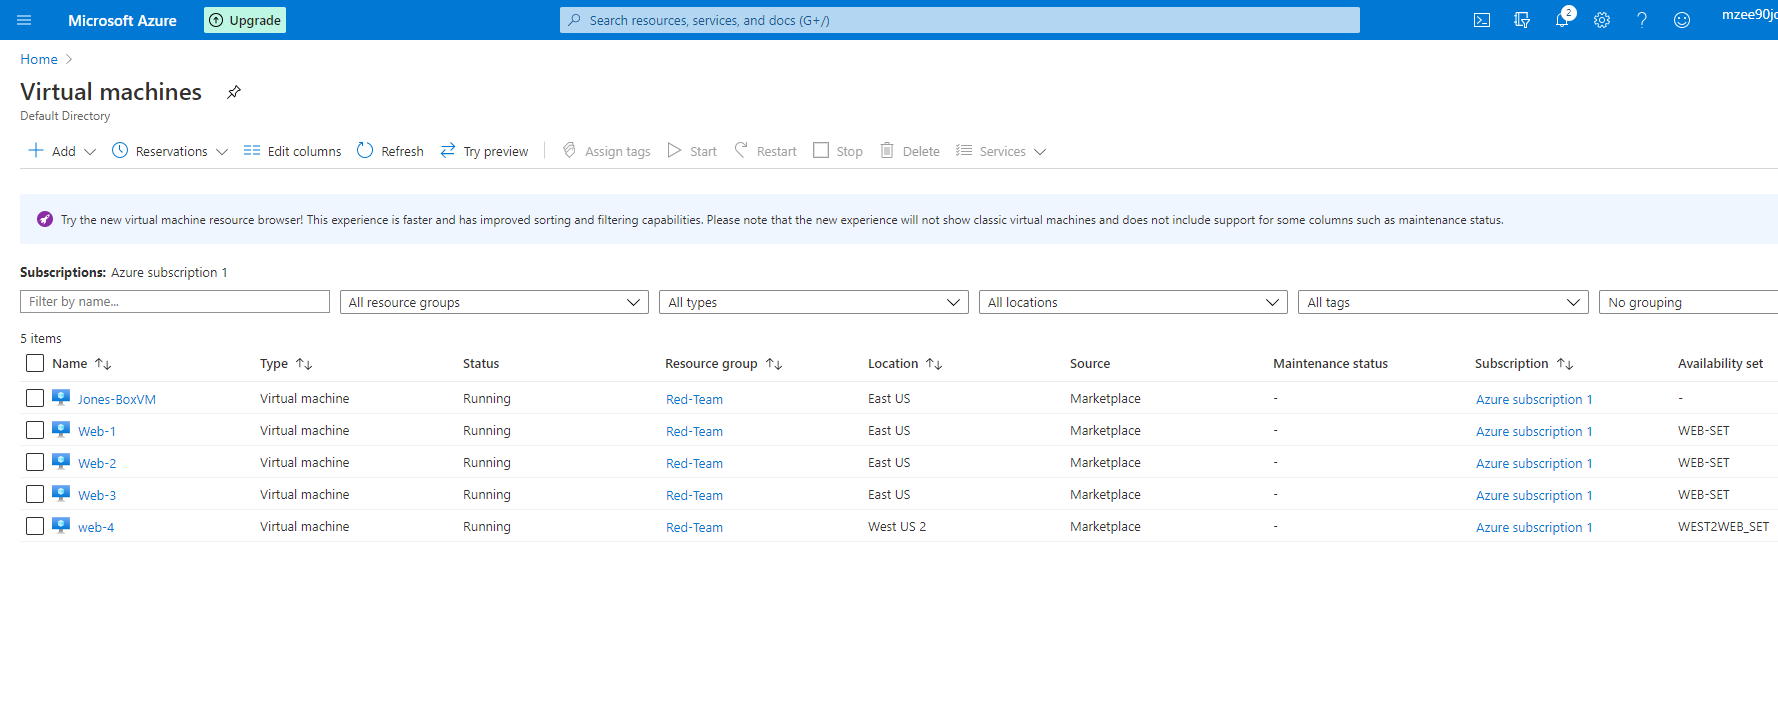 Microsoft Azure Upgrade Search resources, services, and docs (G+/) 2 mzee90jo
Home
Virtual machines
Default Directory
Add Reservations Edit columns Refresh Try preview Assign tags Start Restart Stop Delete Services
Try the new virtual machine resource browser! This experience is faster and has improved sorting and filtering capabilities. Please note that the new experience will not show classic virtual machines and does not include support for some columns such as maintenance status.
Subscriptions: Azure subscription 1
Filter by name... All resource groups All types All locations All tags No grouping
5 items
Name Type Status Resource group Location Source Maintenance status Subscription Availability set
Jones-BoxVM Virtual machine Running Red-Team East US Marketplace - Azure subscription 1 -
Web-1 Virtual machine Running Red-Team East US Marketplace - Azure subscription 1 WEB-SET
Web-2 Virtual machine Running Red-Team East US Marketplace - Azure subscription 1 WEB-SET
Web-3 Virtual machine Running Red-Team East US Marketplace - Azure subscription 1 WEB-SET
web-4 Virtual machine Running Red-Team West US 2 Marketplace - Azure subscription 1 WEST2WEB_SET